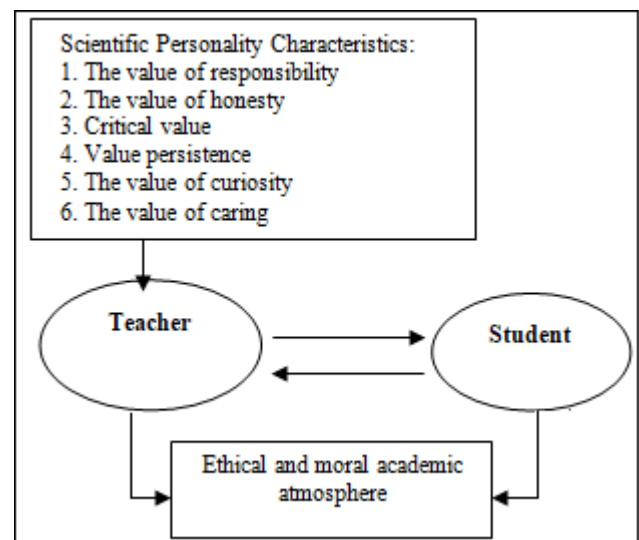 Scientific Personality Characteristics:
1. The value of responsibility
2. The value of honesty
3. Critical value
4. Value persistence
5. The value of curiosity
6. The value of caring
Teacher
Student
Ethical and moral academic
atmosphere